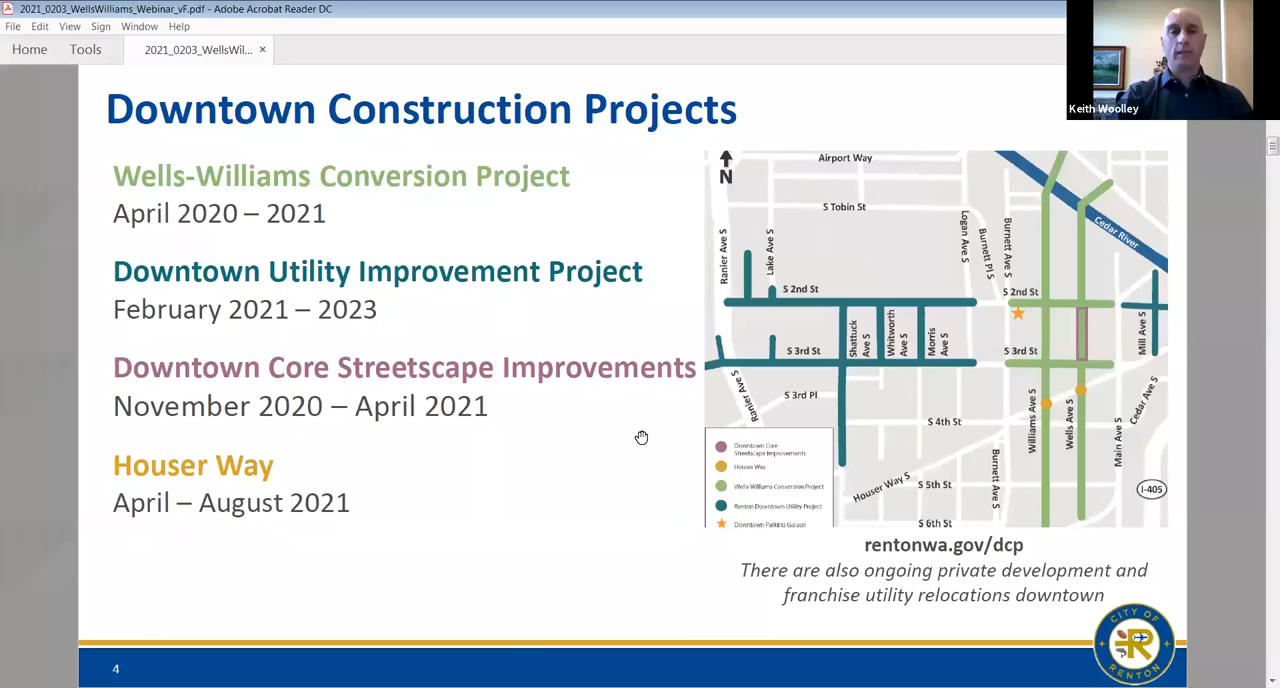 2021_0203_WellsWilliams_Webinar_vF.pdf - Adobe Acrobat Reader DC
File Edit View Sign Window Help
Home Tools 2021_0203_WellsWil... ×
Keith Woolley
Downtown Construction Projects
Wells-Williams Conversion Project
April 2020 – 2021
Downtown Utility Improvement Project
February 2021 – 2023
Downtown Core Streetscape Improvements
November 2020 – April 2021
Houser Way
April – August 2021
N
Airport Way
S Tobin St
Ranier Ave S
Lake Ave S
Logan Ave S
Burnett Pl S
Burnett Ave S
Cedar River
S 2nd St
S 2nd St
Shattuck
Ave S
Whitworth
Ave S
Morris
Ave S
Mill Ave S
S 3rd St
S 3rd St
Ranier Ave S
S 3rd Pl
Williams Ave S
Wells Ave S
Cedar Ave S
S 4th St
Main Ave S
Burnett Ave S
Houser Way S
S 5th St
I-405
S 6th St
Downtown Core
Streetscape Improvements
Houser Way
Wells-Williams Conversion Project
Renton Downtown Utility Project
Downtown Parking Garage
rentonwa.gov/dcp
There are also ongoing private development and
franchise utility relocations downtown
CITY OF
R
RENTON
4